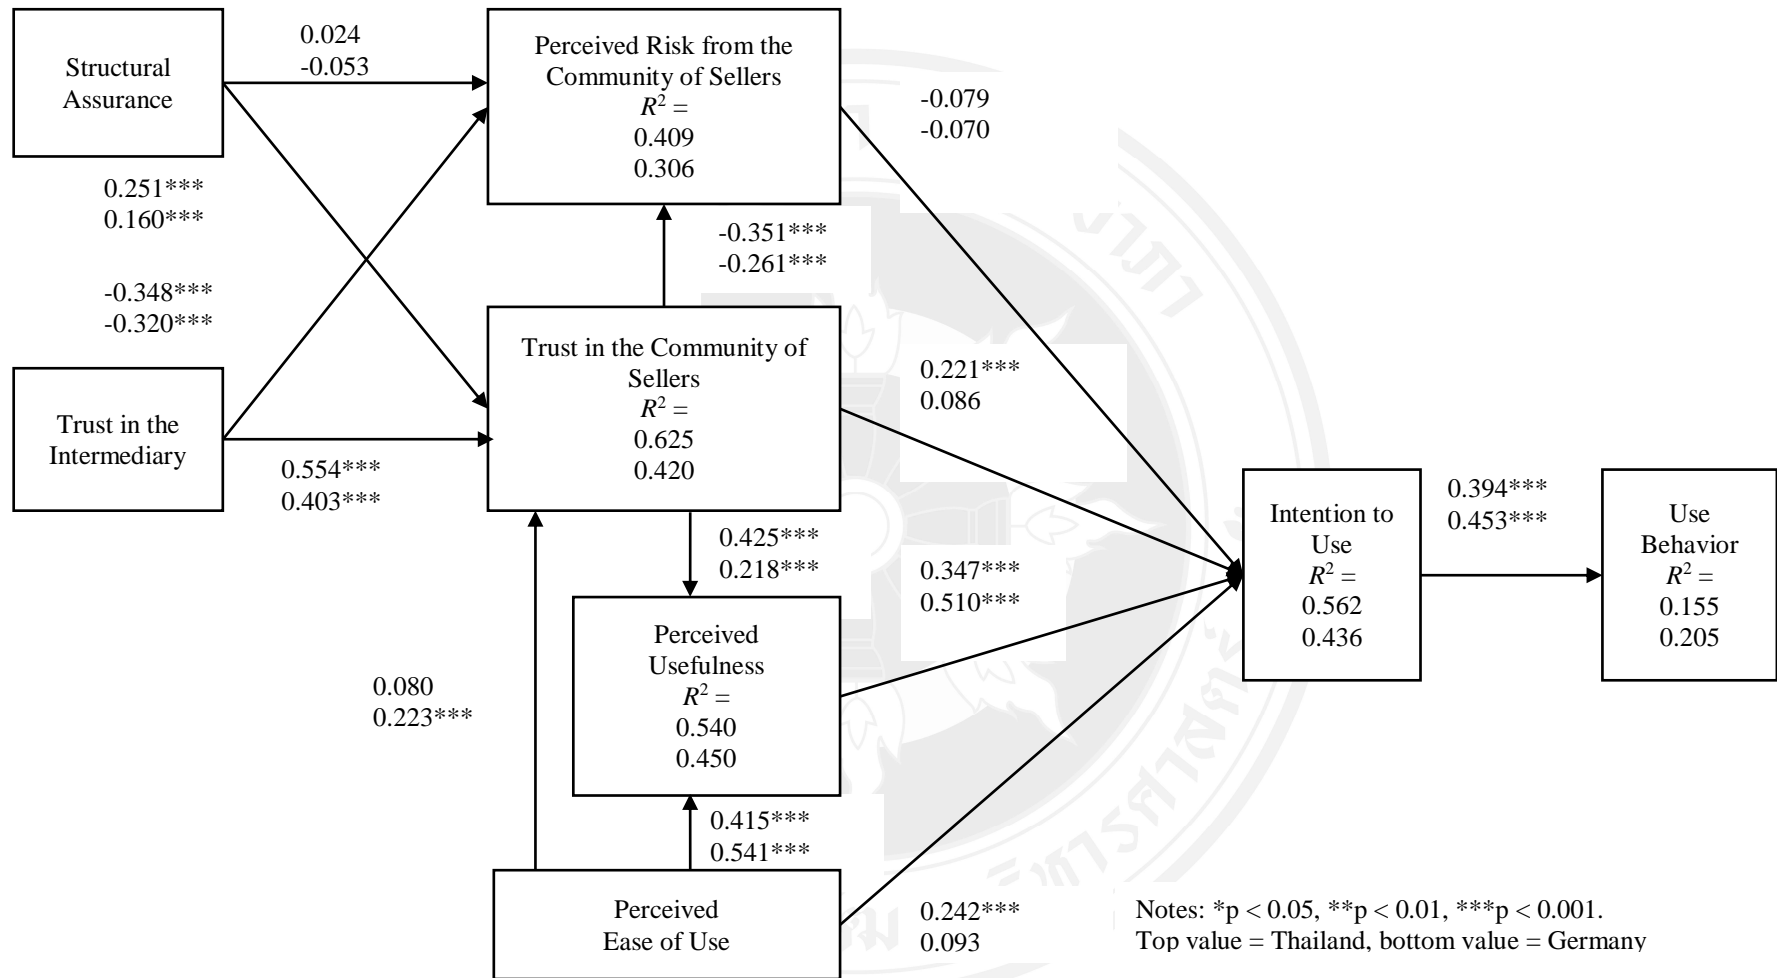 Structural
Assurance
0.024
-0.053
Perceived Risk from the
Community of Sellers
R² =
0.409
0.306
-0.079
-0.070
0.251***
0.160***
-0.351***
-0.261***
-0.348***
-0.320***
Trust in the Community of
Sellers
R² =
0.625
0.420
0.221***
0.086
Trust in the
Intermediary
0.554***
0.403***
0.425***
0.218***
0.347***
0.510***
Intention to
Use
R² =
0.562
0.436
0.394***
0.453***
Use
Behavior
R² =
0.155
0.205
Perceived
Usefulness
R² =
0.540
0.450
0.080
0.223***
0.415***
0.541***
Perceived
Ease of Use
0.242***
0.093
Notes: *p < 0.05, **p < 0.01, ***p < 0.001.
Top value = Thailand, bottom value = Germany